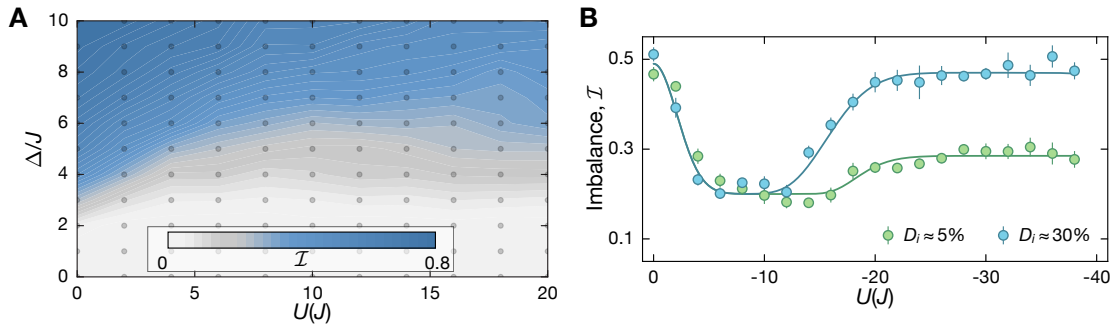 A
10
8
6
4
2
0
Δ/J
0
ℐ
0.8
0 5 10 15 20
U(J)
B
0.5
0.3
0.1
Imbalance, ℐ
Dᵢ ≈ 5% Dᵢ ≈ 30%
0 -10 -20 -30 -40
U(J)